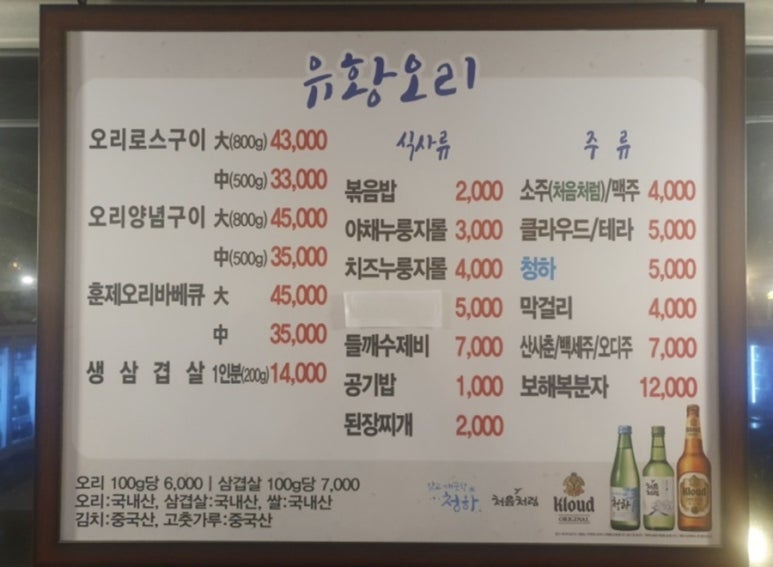 유황오리
오리로스구이 大(800g) 43,000
中(500g) 33,000
오리양념구이 大(800g) 45,000
中(500g) 35,000
훈제오리바베큐 大 45,000
中 35,000
생삼겹살 1인분(200g) 14,000
식사류
볶음밥 2,000
야채누룽지롤 3,000
치즈누룽지롤 4,000
5,000
들깨수제비 7,000
공기밥 1,000
된장찌개 2,000
주류
소주(처음처럼)/맥주 4,000
클라우드/테라 5,000
청하 5,000
막걸리 4,000
산사춘/백세주/오디주 7,000
보해복분자 12,000
오리 100g당 6,000 | 삼겹살 100g당 7,000
오리:국내산, 삼겹살:국내산, 쌀:국내산
김치:중국산, 고춧가루:중국산
청하
처음처럼
Kloud
ORIGINAL
청하
처음처럼
Kloud